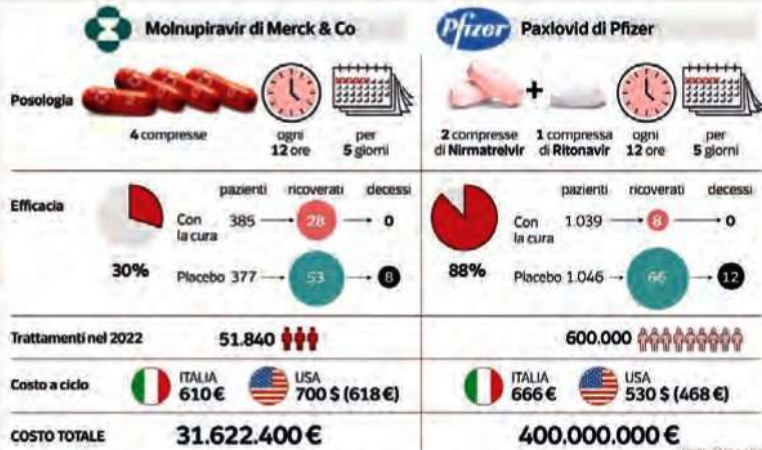 Molnupiravir di Merck & Co
Pfizer Paxlovid di Pfizer
Posologia
4 compresse
ogni
12 ore
per
5 giorni
2 compresse
di Nirmatrelvir
+
1 compressa
di Ritonavir
ogni
12 ore
per
5 giorni
Efficacia
30%
pazienti ricoverati decessi
Con
la cura
385 28 0
Placebo 377 53 8
88%
pazienti ricoverati decessi
Con
la cura
1.039 8 0
Placebo 1.046 66 12
Trattamenti nel 2022
51.840
600.000
Costo a ciclo
ITALIA
610 €
USA
700 $ (618 €)
ITALIA
666 €
USA
530 $ (468 €)
COSTO TOTALE
31.622.400 €
400.000.000 €